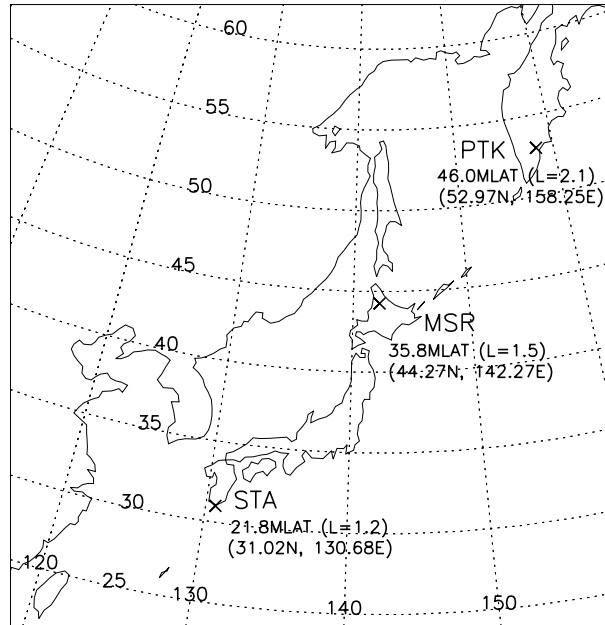 60
55
PTK
46.0MLAT (L=2.1)
(52.97N, 158.25E)
50
45
MSR
40
35.8MLAT (L=1.5)
(44.27N, 142.27E)
35
30
STA
21.8MLAT (L=1.2)
(31.02N, 130.68E)
120
25
130
140
150